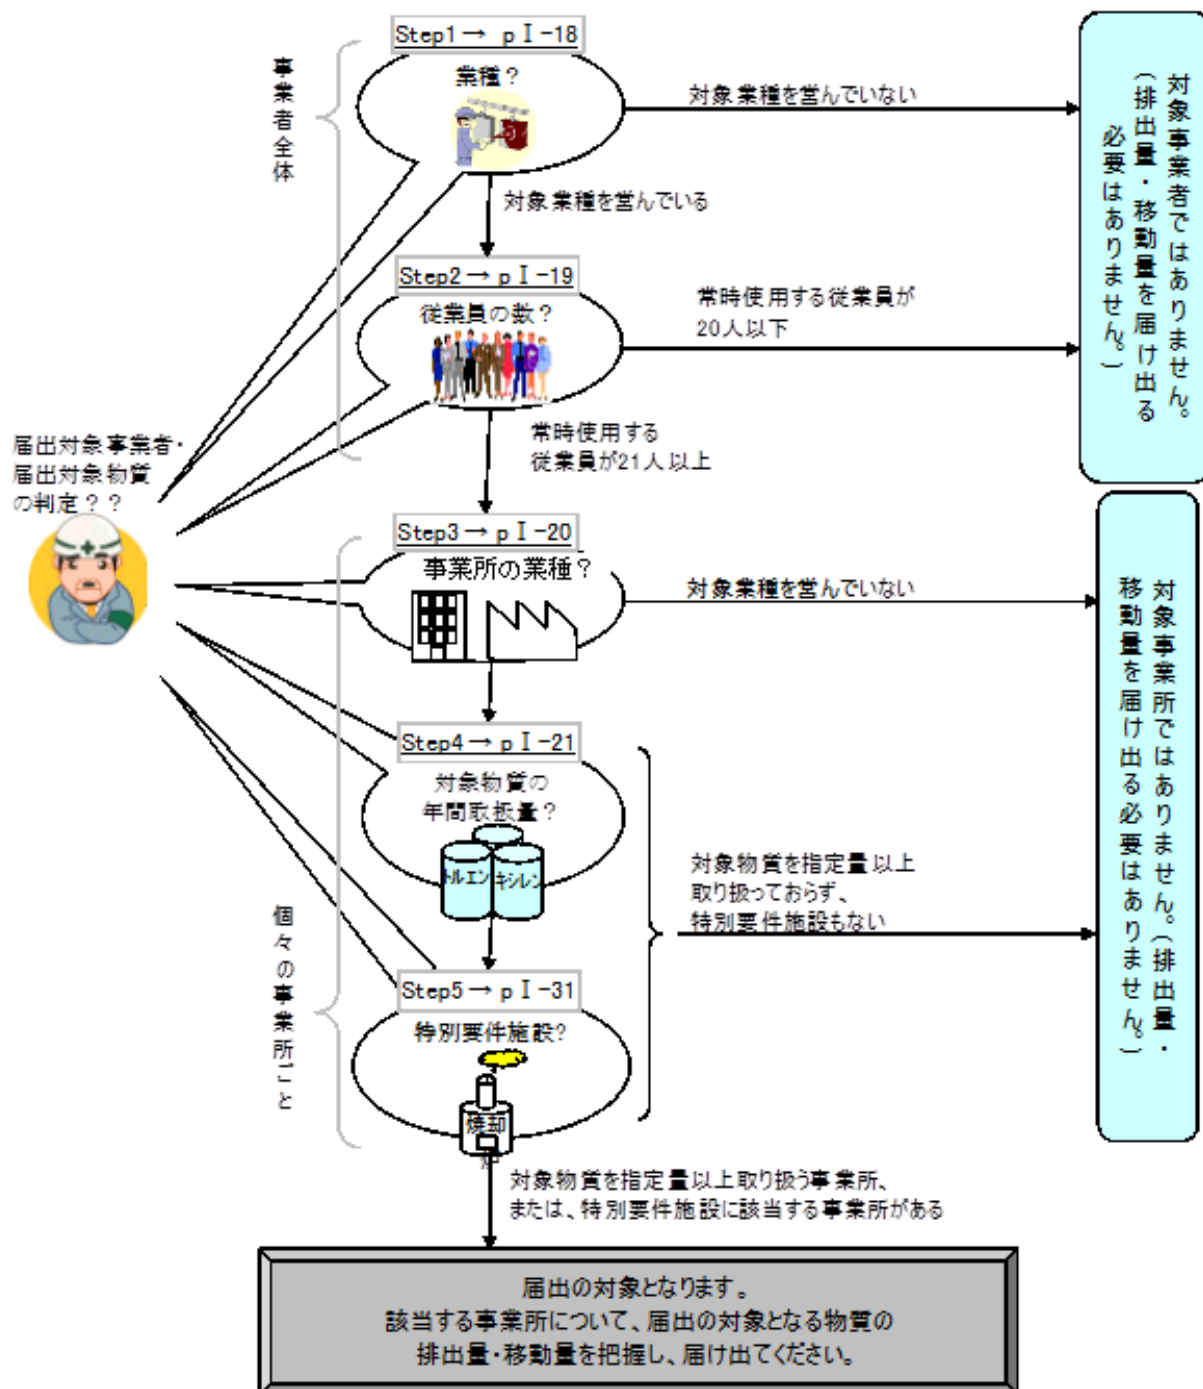 Step1→ pⅠ-18
業種？
事業者全体
対象業種を営んでいない
対象業種を営んでいる
対象事業者ではありません。
（排出量・移動量を届け出る
必要はありません。）
Step2→pⅠ-19
従業員の数？
常時使用する従業員が
20人以下
常時使用する
従業員が21人以上
届出対象事業者・
届出対象物質
の判定？？
Step3→pⅠ-20
事業所の業種？
対象業種を営んでいない
対象事業所ではありません。（排出量・
移動量を届け出る必要はありません。）
個々の事業所ごと
Step4→pⅠ-21
対象物質の
年間取扱量？
トルエン
キシレン
対象物質を指定量以上
取り扱っておらず、
特別要件施設もない
Step5→pⅠ-31
特別要件施設?
焼却
対象物質を指定量以上取り扱う事業所、
または、特別要件施設に該当する事業所がある
届出の対象となります。
該当する事業所について、届出の対象となる物質の
排出量・移動量を把握し、届け出てください。